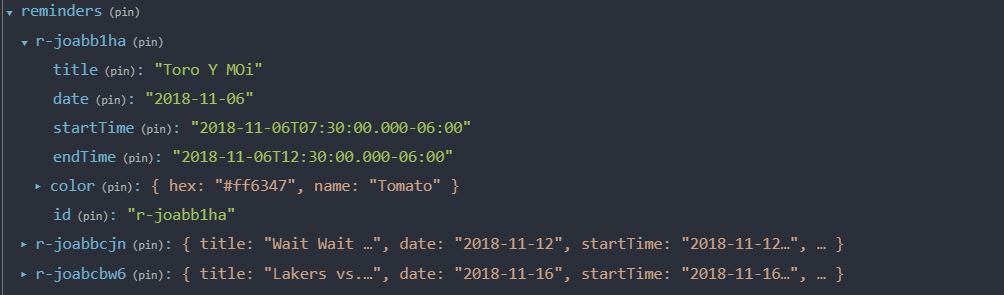 reminders (pin)
r-joabb1ha (pin)
title (pin): "Toro Y MOi"
date (pin): "2018-11-06"
startTime (pin): "2018-11-06T07:30:00.000-06:00"
endTime (pin): "2018-11-06T12:30:00.000-06:00"
color (pin): { hex: "#ff6347", name: "Tomato" }
id (pin): "r-joabb1ha"
r-joabbcjn (pin): { title: "Wait Wait …", date: "2018-11-12", startTime: "2018-11-12…", … }
r-joabcbw6 (pin): { title: "Lakers vs.…", date: "2018-11-16", startTime: "2018-11-16…", … }